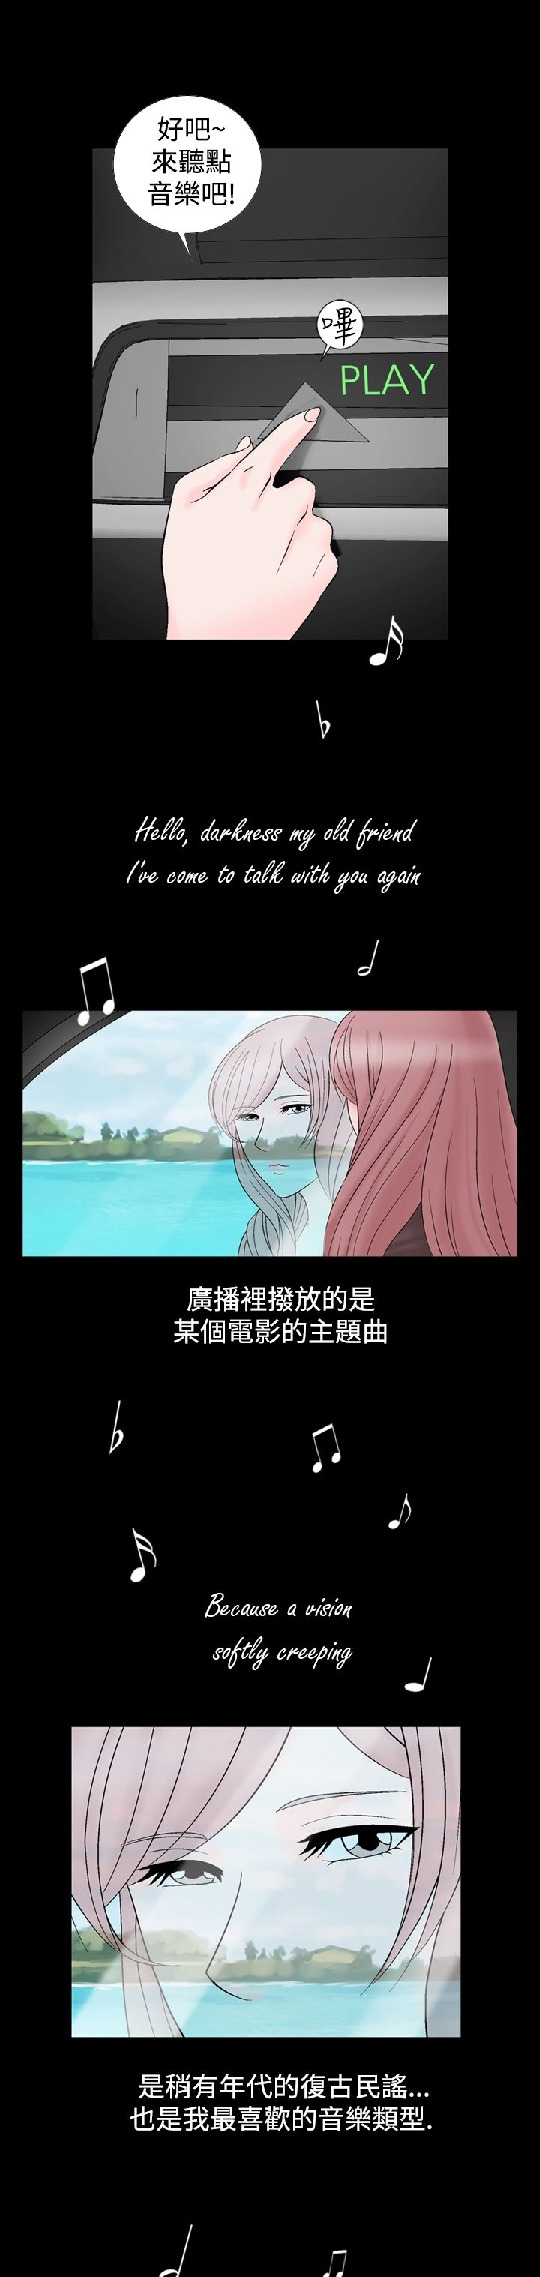 好吧~
來聽點
音樂吧!
嗶
PLAY
Hello, darkness my old friend
I've come to talk with you again
廣播裡撥放的是
某個電影的主題曲
Because a vision
softly creeping
是稍有年代的復古民謠...
也是我最喜歡的音樂類型.